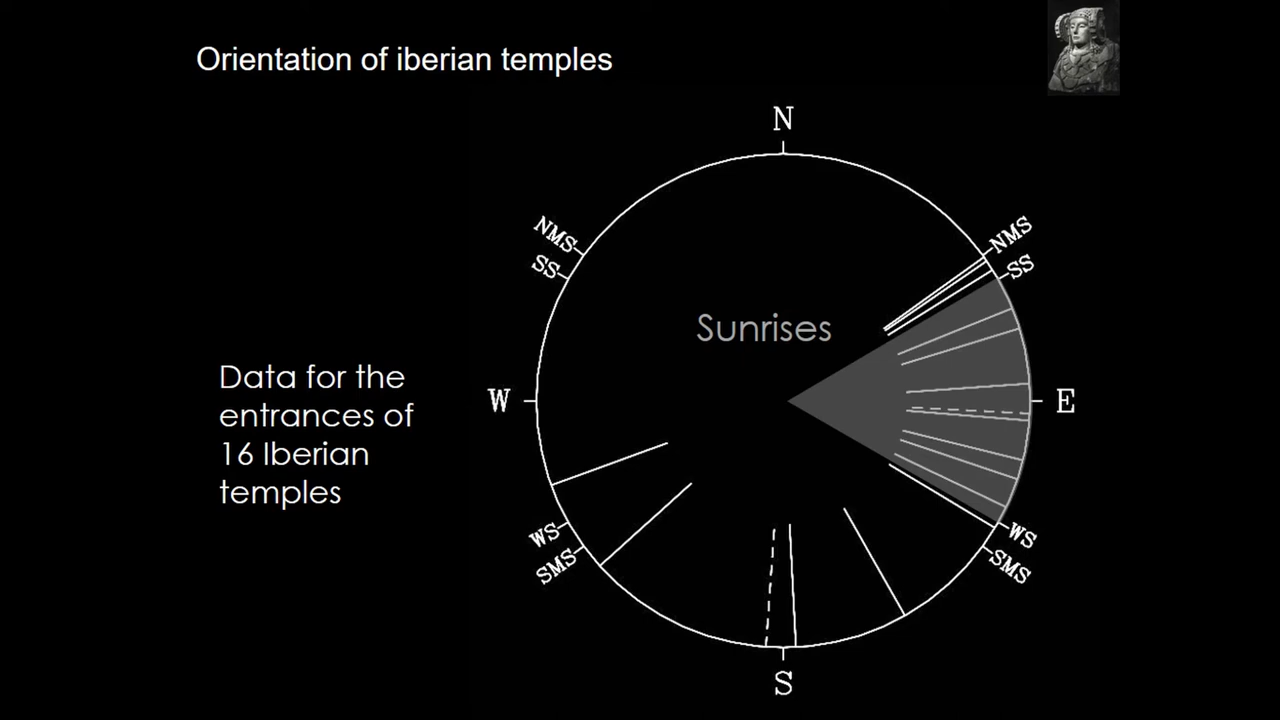 Orientation of iberian temples
N
NMS
NMS
SS
SS
Sunrises
Data for the
entrances of
16 Iberian
temples
W
E
WS
WS
SMS
SMS
S